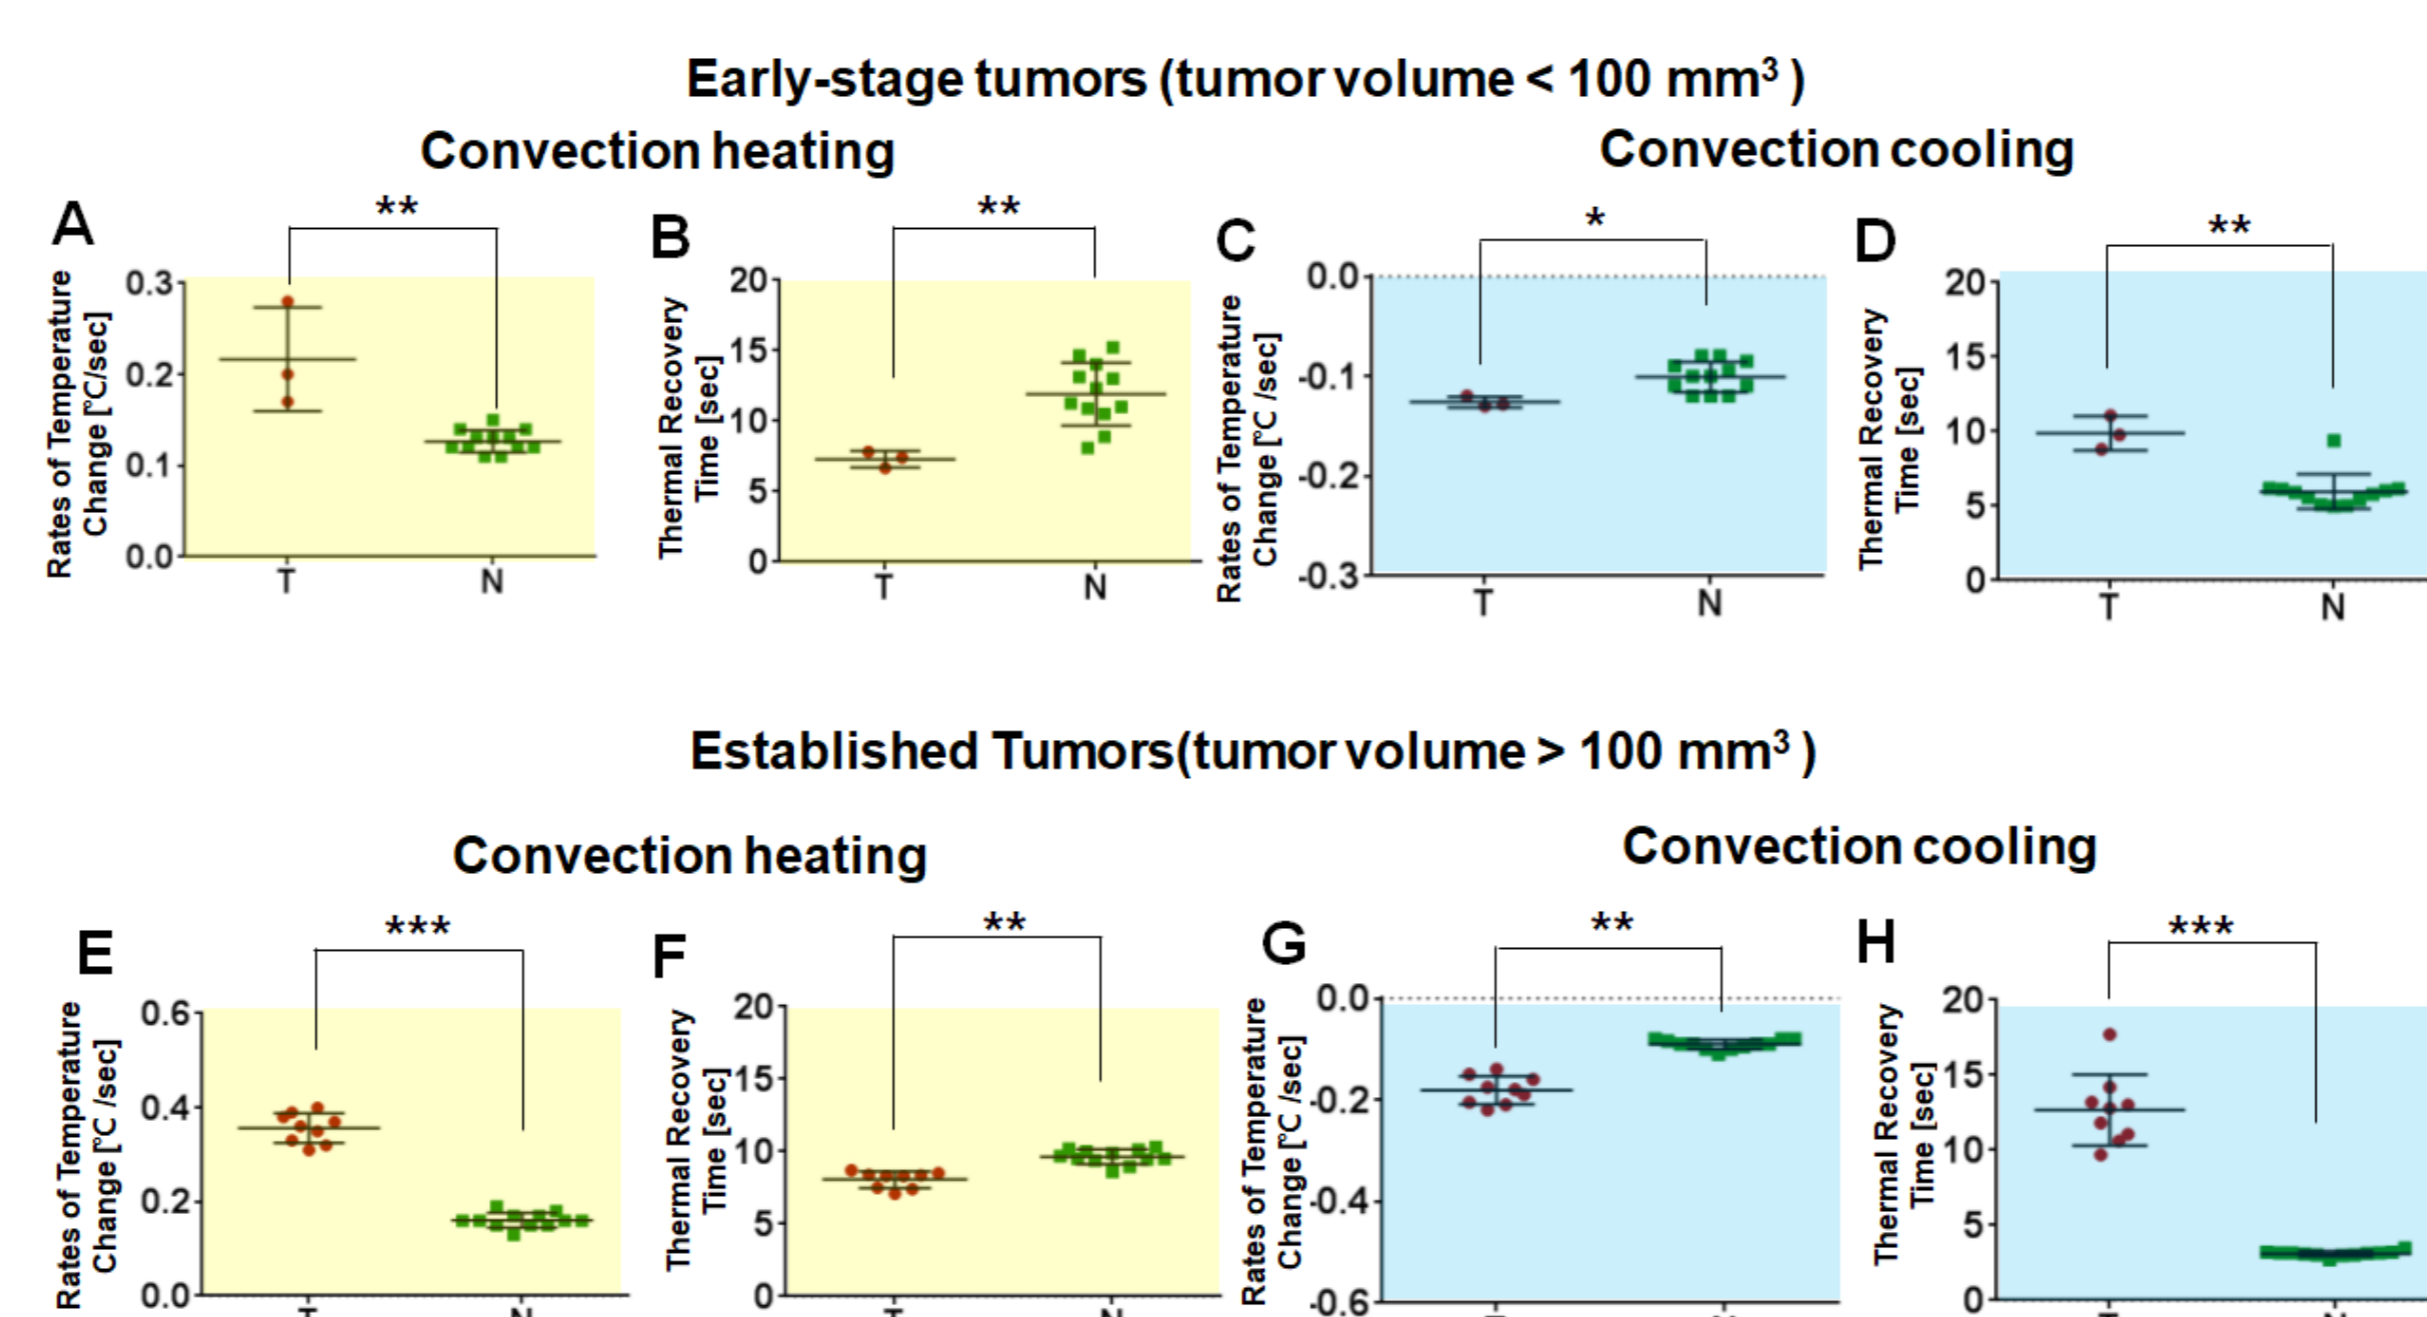 Early-stage tumors (tumor volume < 100 mm³ )
Convection heating
Convection cooling
A
**
Rates of Temperature
Change [℃/sec]
0.3
0.2
0.1
0.0
T
N
B
**
Thermal Recovery
Time [sec]
20
15
10
5
0
T
N
C
*
Rates of Temperature
Change [℃ /sec]
0.0
-0.1
-0.2
-0.3
T
N
D
**
Thermal Recovery
Time [sec]
20
15
10
5
0
T
N
Established Tumors(tumor volume > 100 mm³ )
Convection heating
Convection cooling
E
***
Rates of Temperature
Change [℃ /sec]
0.6
0.4
0.2
0.0
T
N
F
**
Thermal Recovery
Time [sec]
20
15
10
5
0
T
N
G
**
Rates of Temperature
Change [℃ /sec]
0.0
-0.2
-0.4
-0.6
H
***
Thermal Recovery
Time [sec]
20
15
10
5
0
T
N